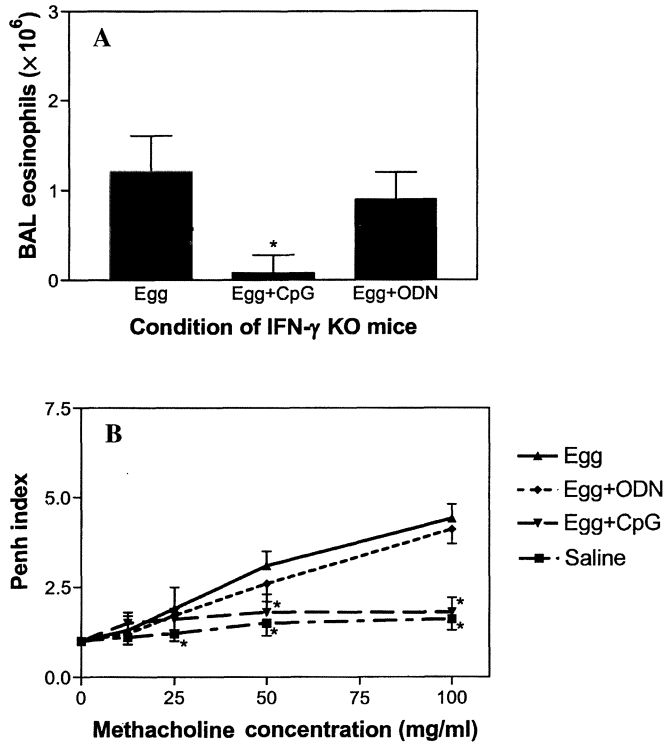 A
BAL eosinophils (×10⁶)
3
2
1
0
*
Egg
Egg+CpG
Egg+ODN
Condition of IFN-γ KO mice
B
Penh index
7.5
5.0
2.5
0.0
*
*
*
*
*
0
25
50
75
100
Methacholine concentration (mg/ml)
Egg
Egg+ODN
Egg+CpG
Saline